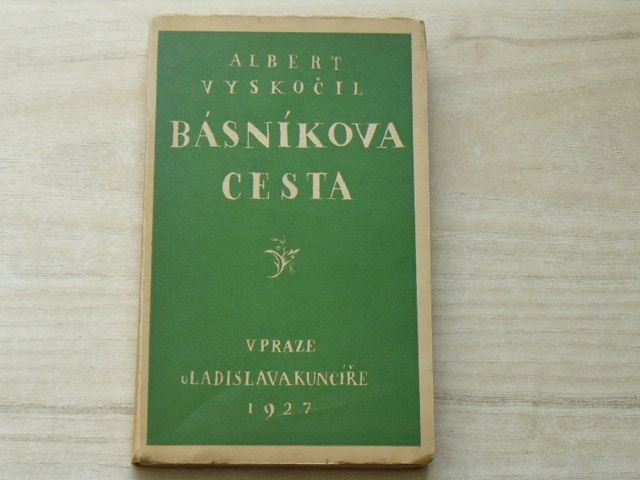 ALBERT
VYSKOČIL
BÁSNÍKOVA
CESTA
V PRAZE
u LADISLAVA KUNCÍŘE
1927